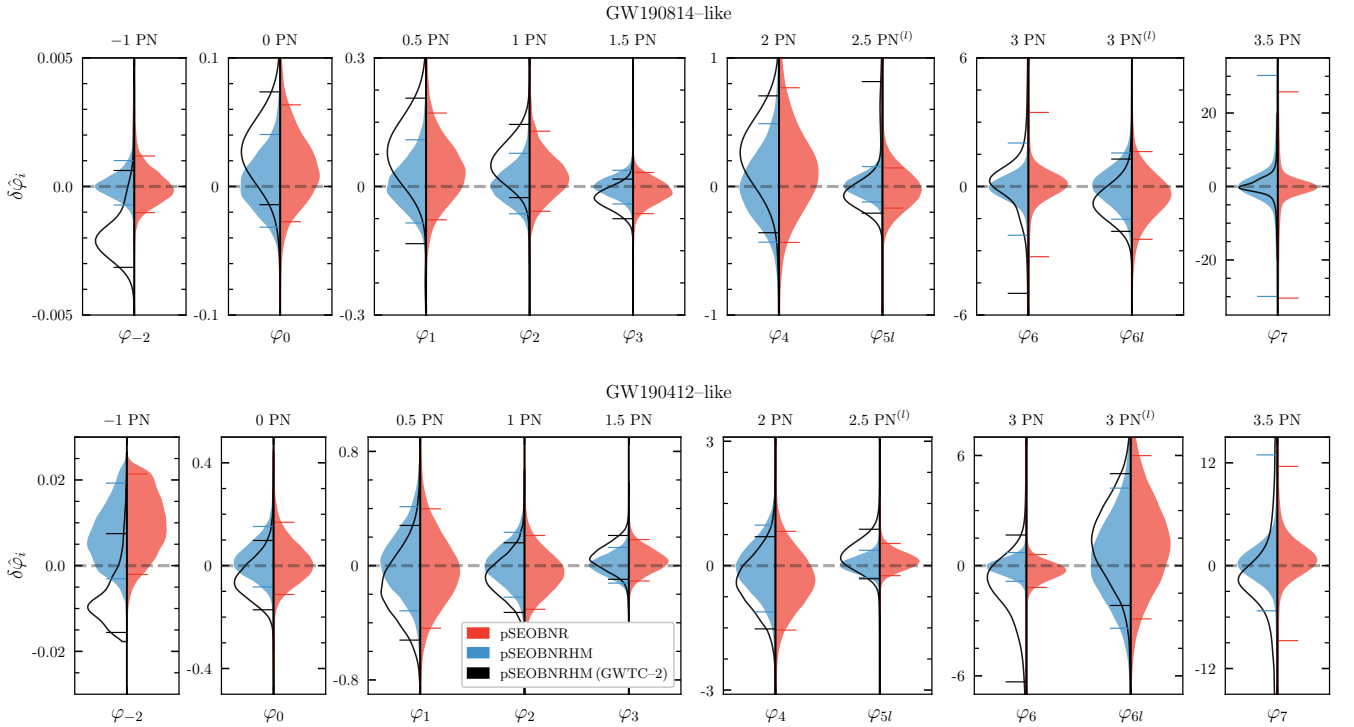 GW190814–like
−1 PN 0 PN 0.5 PN 1 PN 1.5 PN 2 PN 2.5 PN^(l) 3 PN 3 PN^(l) 3.5 PN
0.005 0.1 0.3 1 6
20
δφ̂_i 0.0 0 0 0 0 0
-20
-0.005 -0.1 -0.3 -1 -6
φ_−2 φ_0 φ_1 φ_2 φ_3 φ_4 φ_5l φ_6 φ_6l φ_7
GW190412–like
−1 PN 0 PN 0.5 PN 1 PN 1.5 PN 2 PN 2.5 PN^(l) 3 PN 3 PN^(l) 3.5 PN
0.4 0.8 3 6 12
0.02
δφ̂_i 0.0 0 0 0 0 0
pSEOBNR
pSEOBNRHM
pSEOBNRHM (GWTC–2)
-0.02
-0.4 -0.8 -3 -6 -12
φ_−2 φ_0 φ_1 φ_2 φ_3 φ_4 φ_5l φ_6 φ_6l φ_7